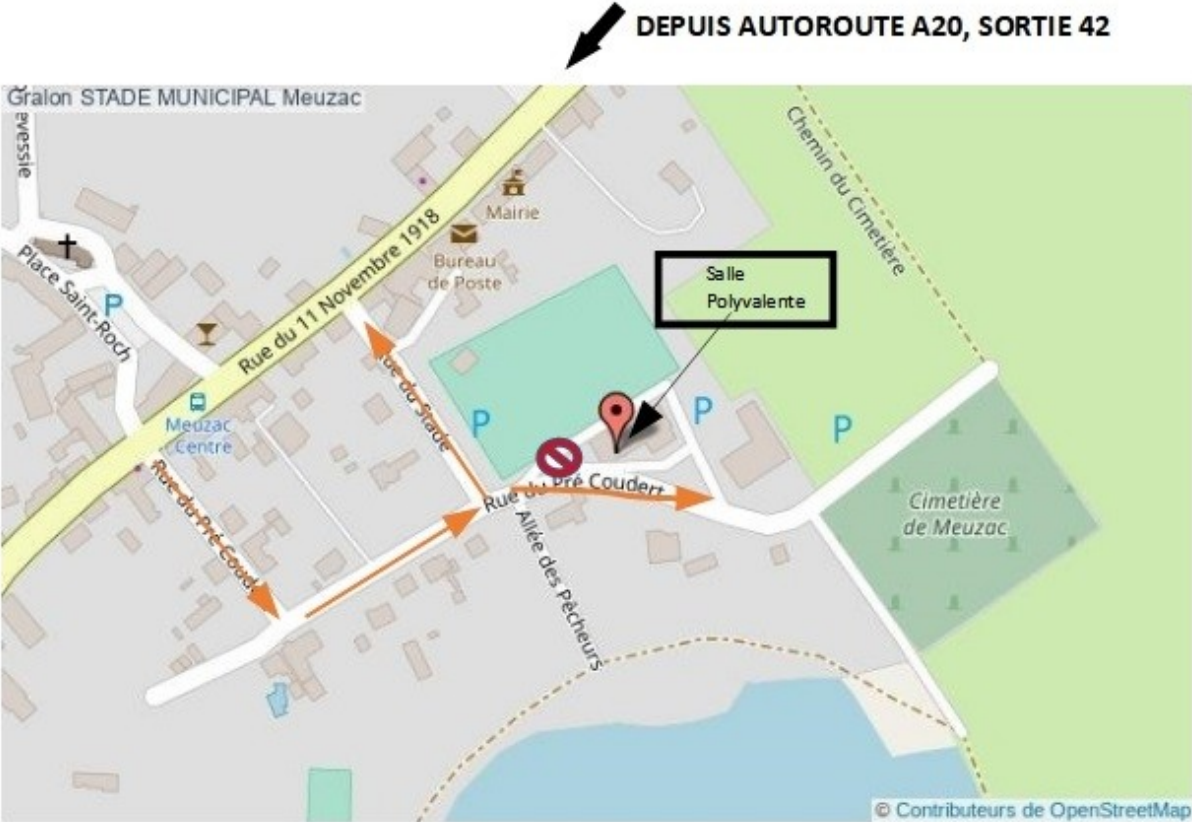 DEPUIS AUTOROUTE A20, SORTIE 42
Gralon STADE MUNICIPAL Meuzac
evessie
Chemin du Cimetière
Mairie
Bureau
de Poste
Rue du 11 Novembre 1918
Place Saint-Roch
P
Salle
Polyvalente
Meuzac
Centre
Rue du Stade
P
P
P
Rue du Pré Coudert
Rue du Pré Coude
Allée des Pêcheurs
Cimetière
de Meuzac
© Contributeurs de OpenStreetMap